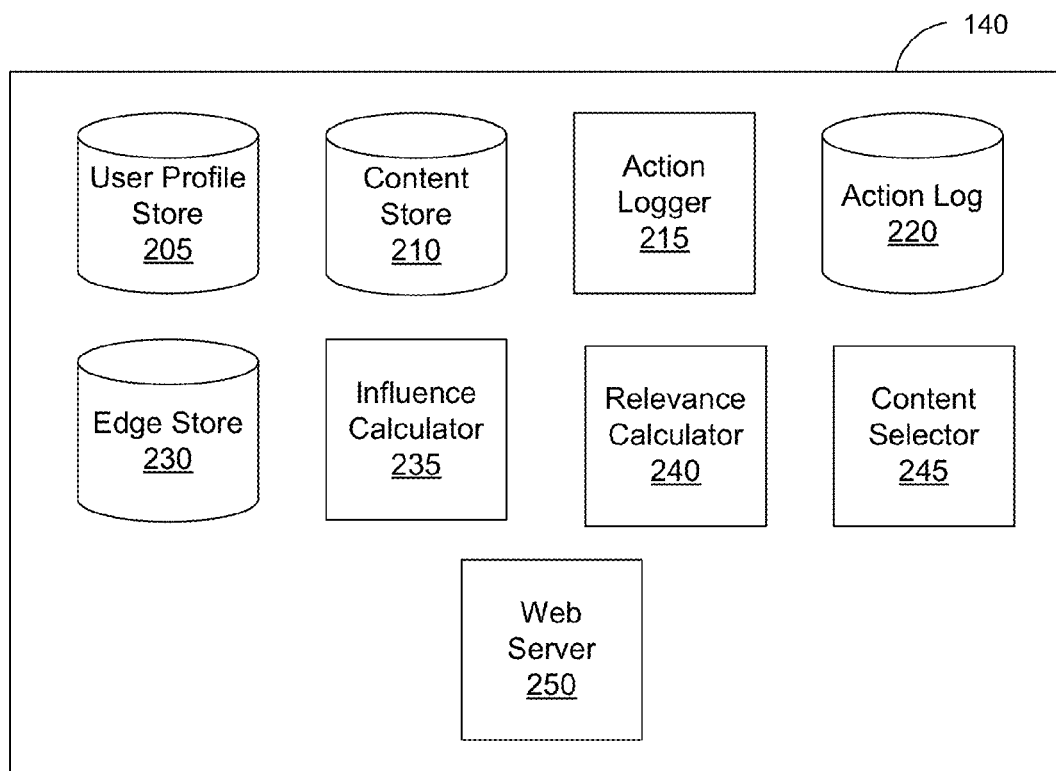 140
User Profile
Store
205
Content
Store
210
Action
Logger
215
Action Log
220
Edge Store
230
Influence
Calculator
235
Relevance
Calculator
240
Content
Selector
245
Web
Server
250